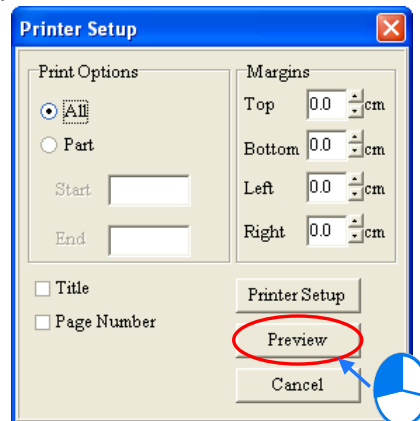 Printer Setup
Print Options
All
Part
Start
End
Margins
Top 0.0 cm
Bottom 0.0 cm
Left 0.0 cm
Right 0.0 cm
Title
Page Number
Printer Setup
Preview
Cancel